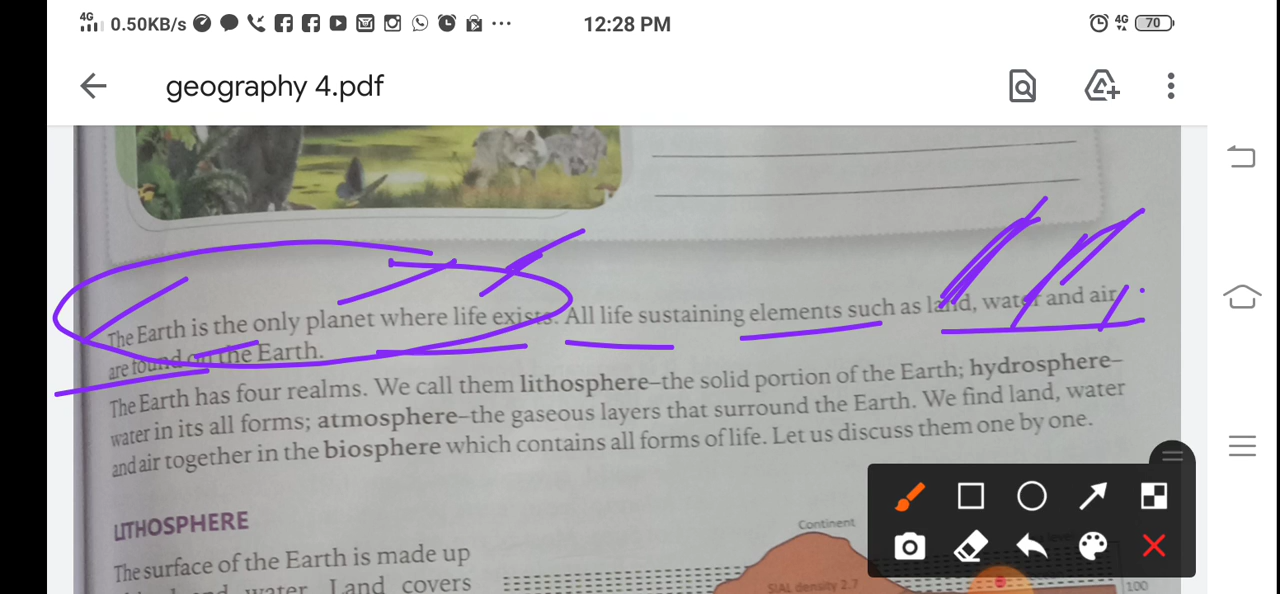 4G 0.50KB/s 12:28 PM 4G 70
geography 4.pdf
The Earth is the only planet where life exists. All life sustaining elements such as land, water and air,
are found on the Earth.
The Earth has four realms. We call them lithosphere–the solid portion of the Earth; hydrosphere–
water in its all forms; atmosphere–the gaseous layers that surround the Earth. We find land, water
and air together in the biosphere which contains all forms of life. Let us discuss them one by one.
LITHOSPHERE
The surface of the Earth is made up
water. Land covers
Continent
SIAL density 2.7
100